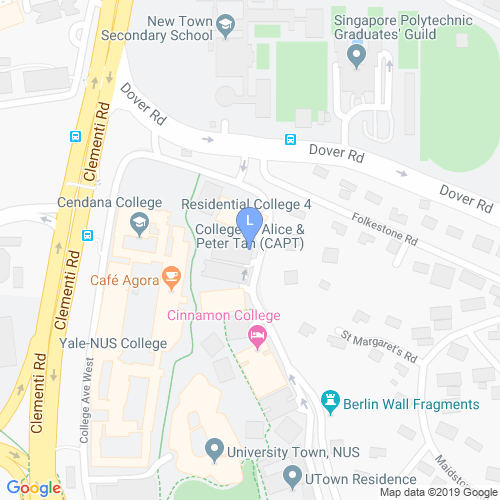 New Town
Secondary School
Singapore Polytechnic
Graduates' Guild
Dover Rd
Clementi Rd
Dover Rd
Dover Rd
Cendana College
Residential College 4
L
College of Alice &
Peter Tan (CAPT)
Folkestone Rd
Clementi Rd
Café Agora
Cinnamon College
Yale-NUS College
St Margaret's Rd
College Ave West
Clementi Rd
Berlin Wall Fragments
University Town, NUS
UTown Residence
Google
Map data ©2019 Google